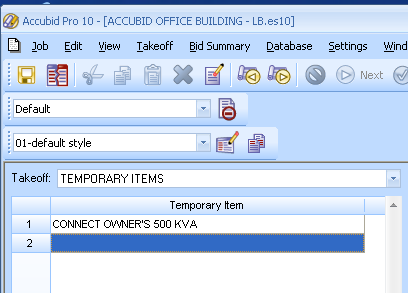 Accubid Pro 10 - [ACCUBID OFFICE BUILDING - LB.es10]
Job Edit View Takeoff Bid Summary Database Settings Wind
Next
Default
01-default style
Takeoff: TEMPORARY ITEMS
Temporary Item
1 CONNECT OWNER'S 500 KVA
2